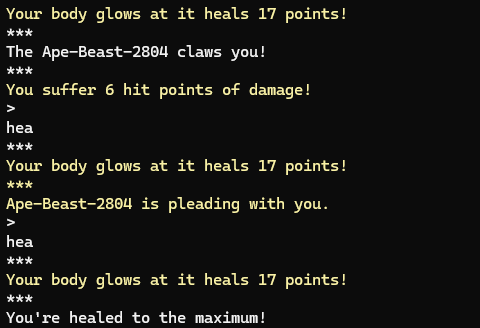 Your body glows at it heals 17 points!
***
The Ape-Beast-2804 claws you!
***
You suffer 6 hit points of damage!
>
hea
***
Your body glows at it heals 17 points!
***
Ape-Beast-2804 is pleading with you.
>
hea
***
Your body glows at it heals 17 points!
***
You're healed to the maximum!